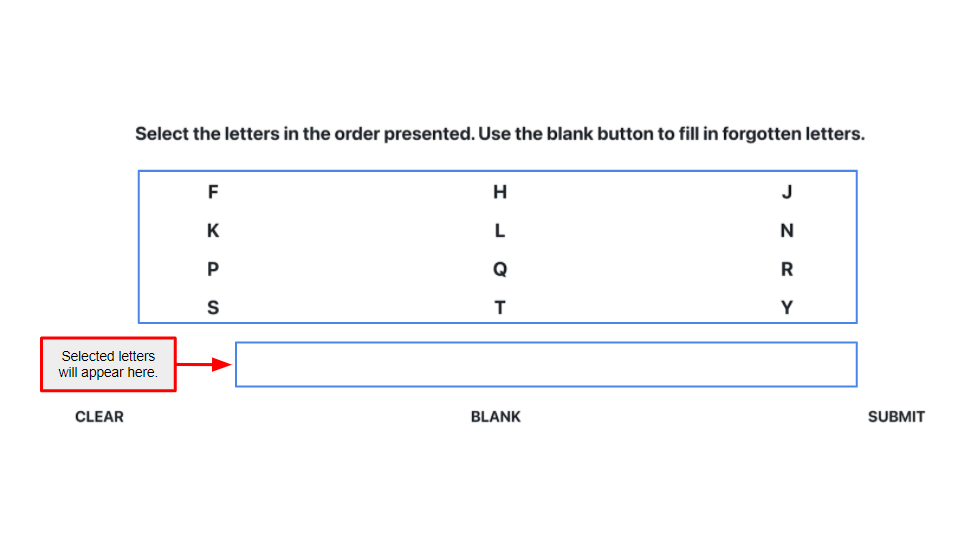 Select the letters in the order presented. Use the blank button to fill in forgotten letters.
F H J
K L N
P Q R
S T Y
Selected letters
will appear here.
CLEAR BLANK SUBMIT